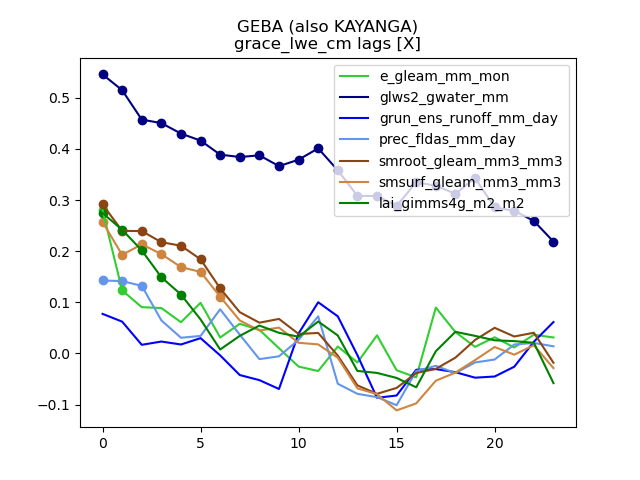 GEBA (also KAYANGA)
grace_lwe_cm lags [X]
e_gleam_mm_mon
glws2_gwater_mm
grun_ens_runoff_mm_day
prec_fldas_mm_day
smroot_gleam_mm3_mm3
smsurf_gleam_mm3_mm3
lai_gimms4g_m2_m2
0.5
0.4
0.3
0.2
0.1
0.0
−0.1
0
5
10
15
20